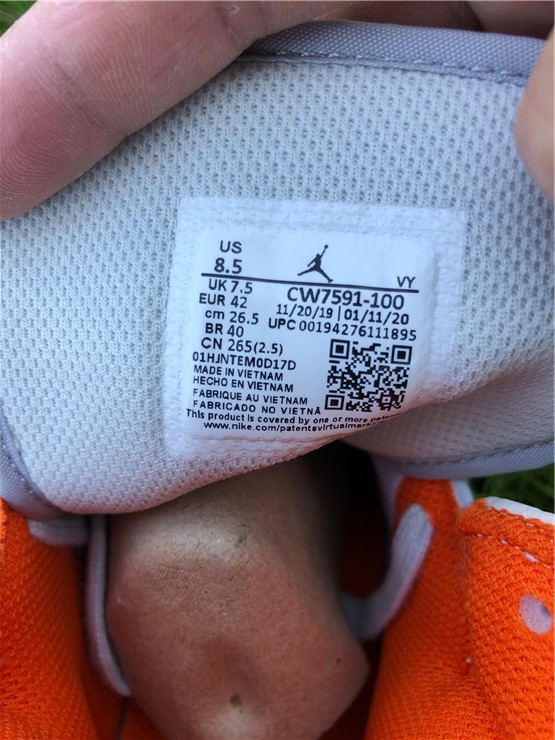 US
8.5
VY
UK 7.5
CW7591-100
EUR 42
11/20/19 | 01/11/20
cm 26.5
UPC 00194276111895
BR 40
CN 265(2.5)
01HJNTEM0D17D
MADE IN VIETNAM
HECHO EN VIETNAM
FABRIQUE AU VIETNAM
FABRICADO NO VIETNÃ
This product is covered by one or more
www.nike.com/patents